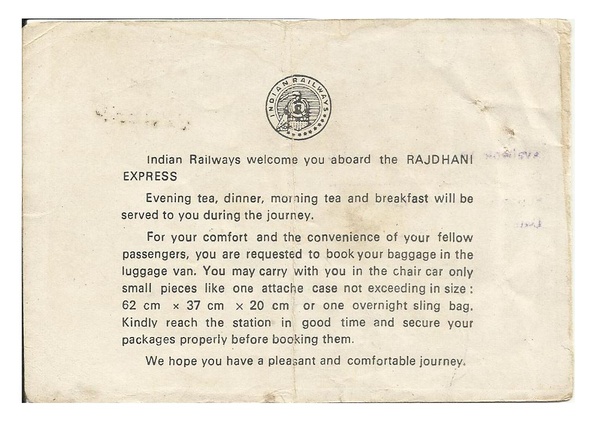 INDIAN RAILWAYS
Indian Railways welcome you aboard the RAJDHANI
EXPRESS
Evening tea, dinner, morning tea and breakfast will be
served to you during the journey.
For your comfort and the convenience of your fellow
passengers, you are requested to book your baggage in the
luggage van. You may carry with you in the chair car only
small pieces like one attache case not exceeding in size :
62 cm × 37 cm × 20 cm or one overnight sling bag.
Kindly reach the station in good time and secure your
packages properly before booking them.
We hope you have a pleasant and comfortable journey.